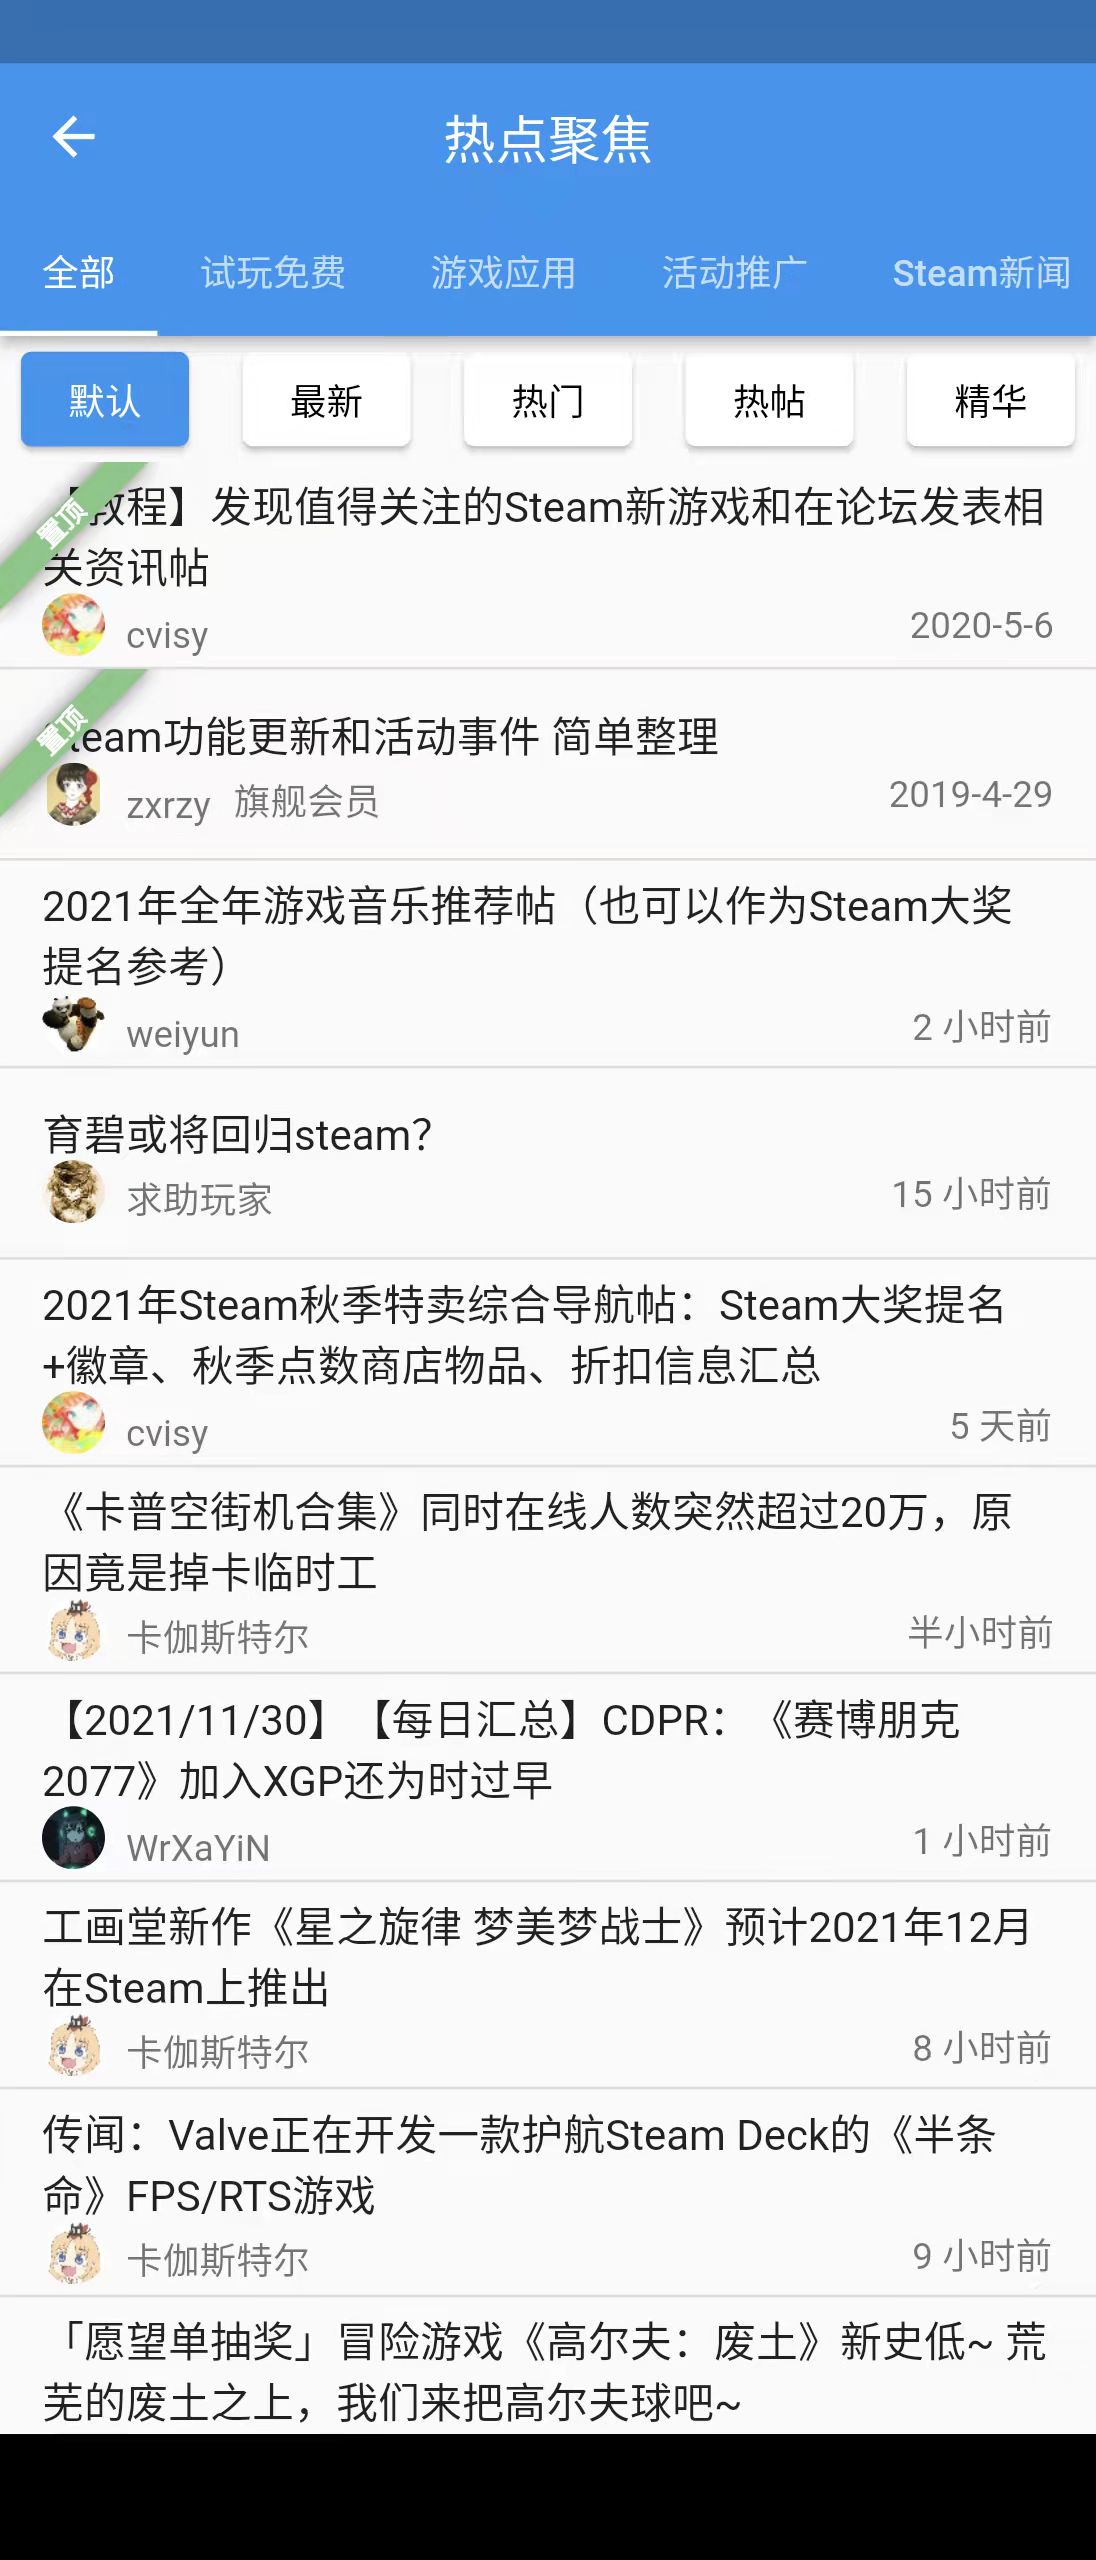 热点聚焦
全部 试玩免费 游戏应用 活动推广 Steam新闻
默认 最新 热门 热帖 精华
置顶
【教程】发现值得关注的Steam新游戏和在论坛发表相
关资讯帖
cvisy 2020-5-6
置顶
Steam功能更新和活动事件 简单整理
zxrzy 旗舰会员 2019-4-29
2021年全年游戏音乐推荐帖（也可以作为Steam大奖
提名参考）
weiyun 2 小时前
育碧或将回归steam？
求助玩家 15 小时前
2021年Steam秋季特卖综合导航帖：Steam大奖提名
+徽章、秋季点数商店物品、折扣信息汇总
cvisy 5 天前
《卡普空街机合集》同时在线人数突然超过20万，原
因竟是掉卡临时工
卡伽斯特尔 半小时前
【2021/11/30】【每日汇总】CDPR：《赛博朋克
2077》加入XGP还为时过早
WrXaYiN 1 小时前
工画堂新作《星之旋律 梦美梦战士》预计2021年12月
在Steam上推出
卡伽斯特尔 8 小时前
传闻：Valve正在开发一款护航Steam Deck的《半条
命》FPS/RTS游戏
卡伽斯特尔 9 小时前
「愿望单抽奖」冒险游戏《高尔夫：废土》新史低~ 荒
芜的废土之上，我们来把高尔夫球吧~